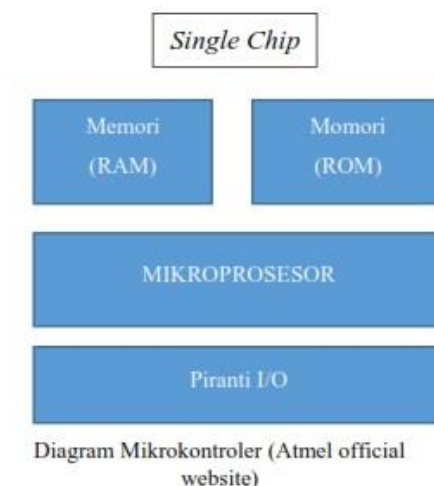 Single Chip
Memori
(RAM)
Momori
(ROM)
MIKROPROSESOR
Piranti I/O
Diagram Mikrokontroler (Atmel official
website)